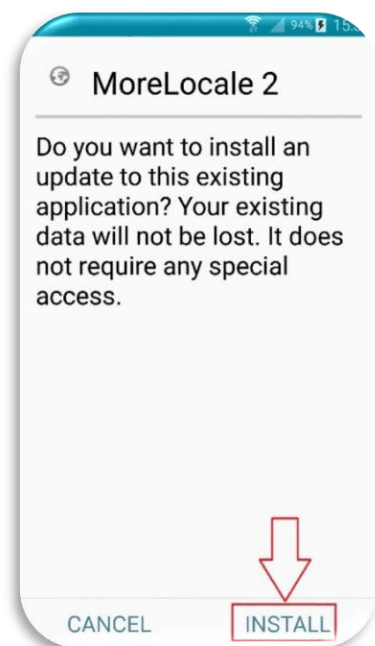 94%
MoreLocale 2
Do you want to install an
update to this existing
application? Your existing
data will not be lost. It does
not require any special
access.
CANCEL INSTALL